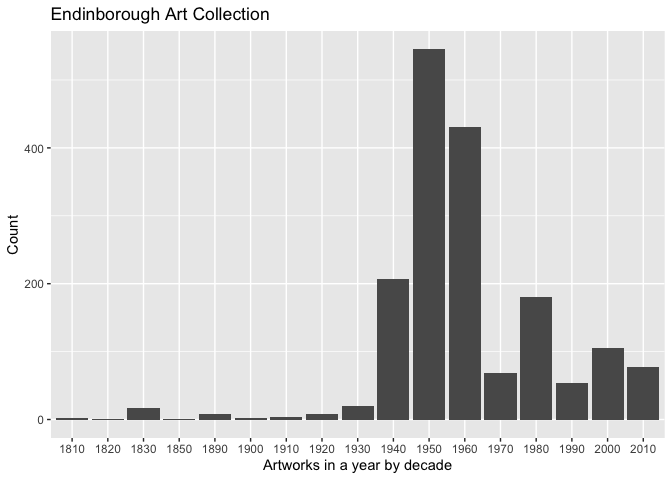 Endinborough Art Collection
Count
400
200
0
1810 1820 1830 1850 1890 1900 1910 1920 1930 1940 1950 1960 1970 1980 1990 2000 2010
Artworks in a year by decade